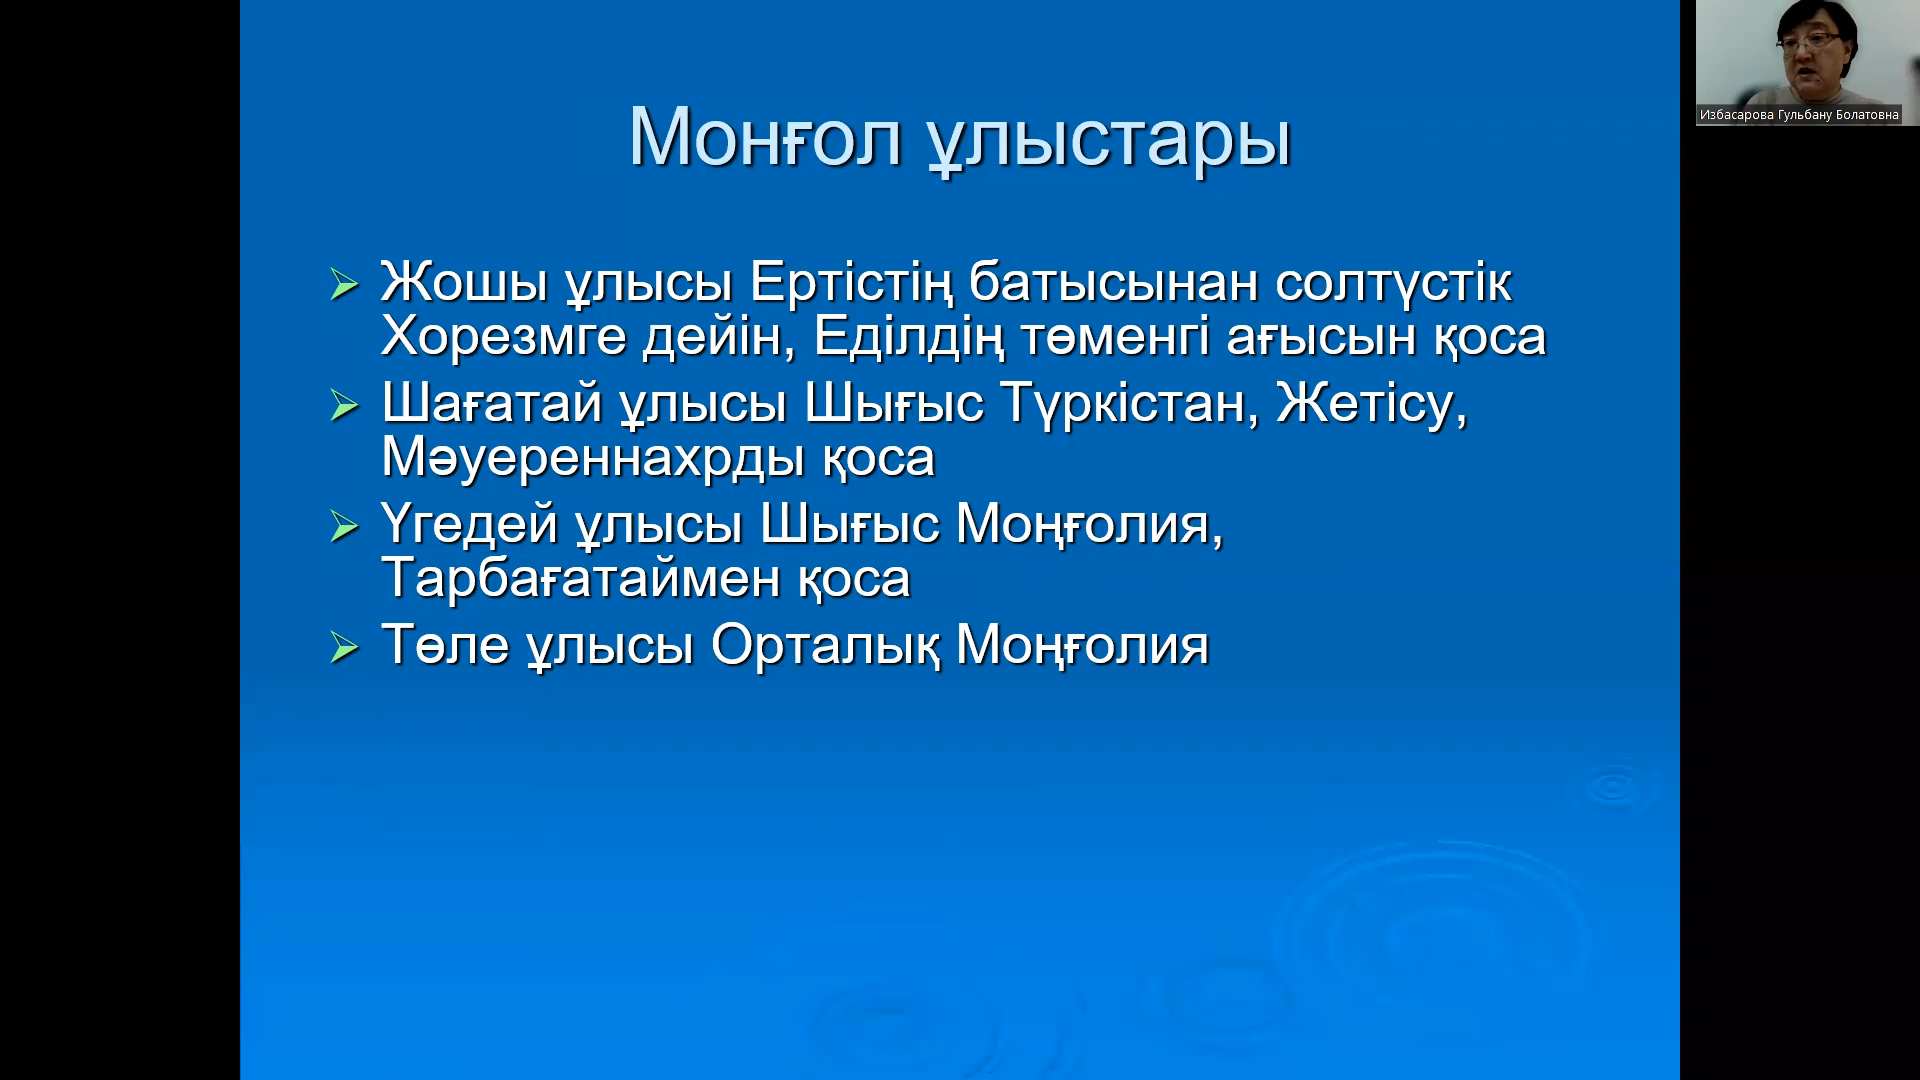 Монғол ұлыстары
Жошы ұлысы Ертістің батысынан солтүстік
Хорезмге дейін, Еділдің төменгі ағысын қоса
Шағатай ұлысы Шығыс Түркістан, Жетісу,
Мәуереннахрды қоса
Үгедей ұлысы Шығыс Моңғолия,
Тарбағатаймен қоса
Төле ұлысы Орталық Моңғолия
Избасарова Гульбану Болатовна